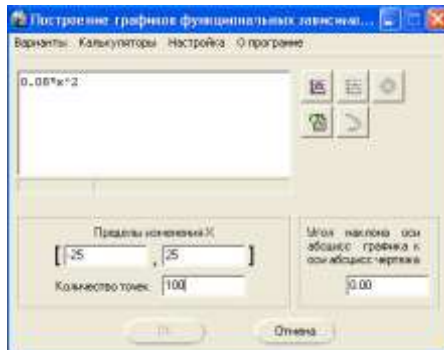 Построение графиков функциональных зависимо...
Варианты Калькуляторы Настройка О программе
0.08*x^2
Пределы изменения X
[ -25 , 25 ]
Количество точек 100
Угол наклона оси
абсцисс графика к
оси абсцисс чертежа
0.00
OK Отмена